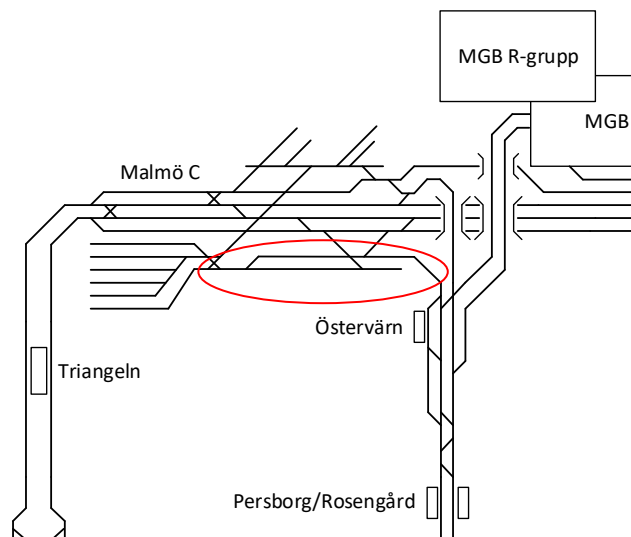 MGB R-grupp
MGB
Malmö C
Östervärn
Triangeln
Persborg/Rosengård